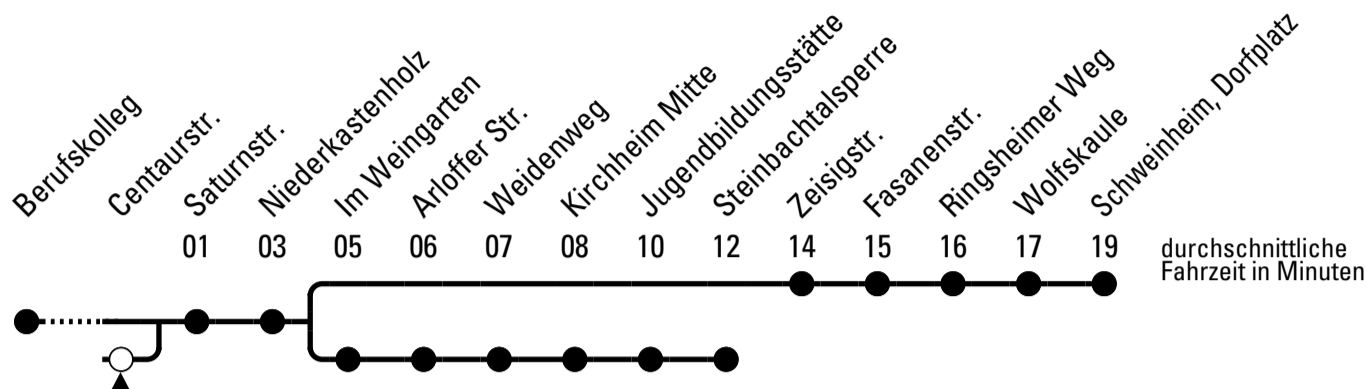 Berufskolleg
Centaurstr.
Saturnstr.
Niederkastenholz
Im Weingarten
Arloffer Str.
Weidenweg
Kirchheim Mitte
Jugendbildungsstätte
Steinbachtalsperre
Zeisigstr.
Fasanenstr.
Ringsheimer Weg
Wolfskaule
Schweinheim, Dorfplatz
01 03 05 06 07 08 10 12 14 15 16 17 19
durchschnittliche
Fahrzeit in Minuten